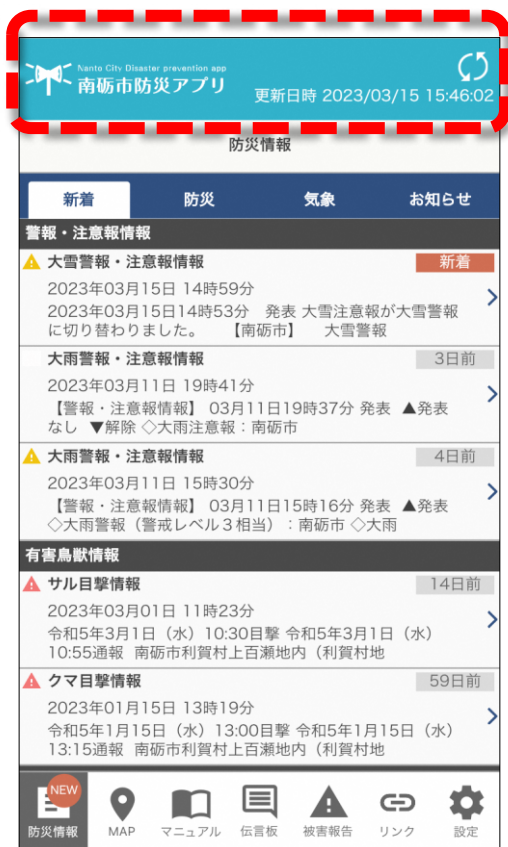 Nanto City Disaster prevention app
南砺市防災アプリ
更新日時 2023/03/15 15:46:02
防災情報
新着 防災 気象 お知らせ
警報・注意報情報
大雪警報・注意報情報 新着
2023年03月15日 14時59分
2023年03月15日14時53分 発表 大雪注意報が大雪警報
に切り替わりました。 【南砺市】 大雪警報
大雨警報・注意報情報 3日前
2023年03月11日 19時41分
【警報・注意報情報】 03月11日19時37分 発表 ▲発表
なし ▼解除 ◇大雨注意報：南砺市
大雨警報・注意報情報 4日前
2023年03月11日 15時30分
【警報・注意報情報】 03月11日15時16分 発表 ▲発表
◇大雨警報（警戒レベル３相当）：南砺市 ◇大雨
有害鳥獣情報
サル目撃情報 14日前
2023年03月01日 11時23分
令和5年3月1日（水）10:30目撃 令和5年3月1日（水）
10:55通報 南砺市利賀村上百瀬地内（利賀村地
クマ目撃情報 59日前
2023年01月15日 13時19分
令和5年1月15日（水）13:00目撃 令和5年1月15日（水）
13:15通報 南砺市利賀村上百瀬地内（利賀村地
NEW
防災情報 MAP マニュアル 伝言板 被害報告 リンク 設定